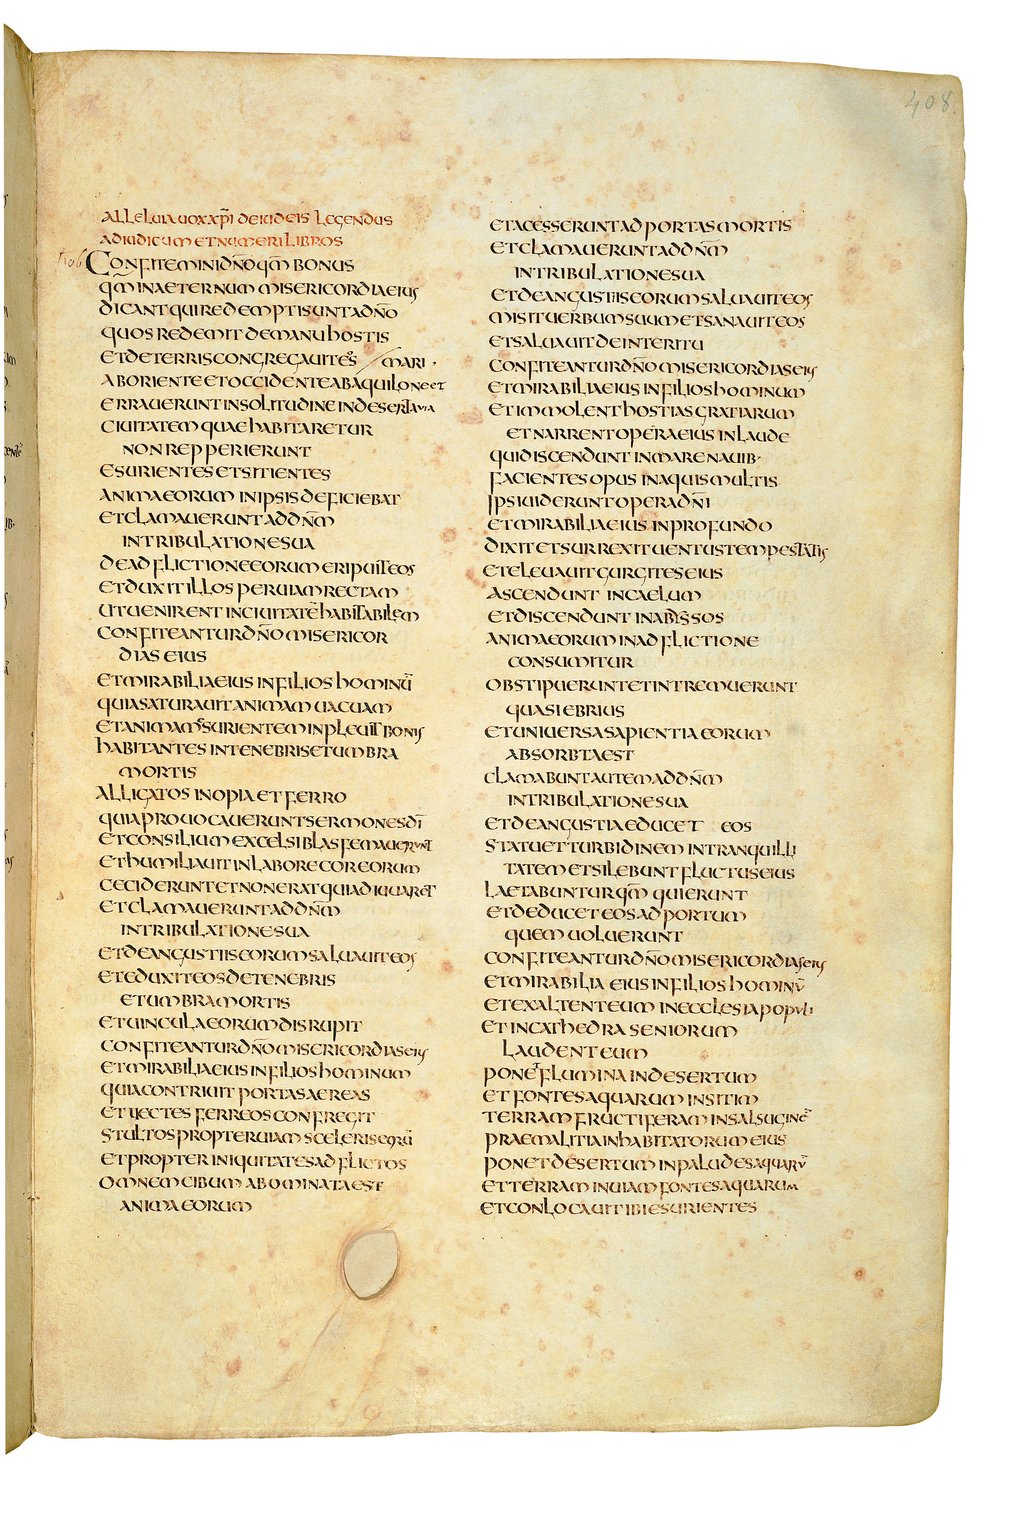 408.
ALLELUIA UOX XP̄I DE IUDEIS LEGENDUS
AD IUDICUM ET NUMERI LIBROS
106
CONFITEMINI DÑO QM̄ BONUS
QM̄ IN AETERNUM MISERICORDIA EIUS
DICANT QUI REDEMPTI SUNT A DÑO
QUOS REDEMIT DE MANU HOSTIS
ET DE TERRIS CONGREGAUIT EOS / MARI
AB ORIENTE ET OCCIDENTE AB AQUILONE ET
ERRAUERUNT IN SOLITUDINE IN DESERTA UIA
CIUITATEM QUAE HABITARETUR
NON REPPERIERUNT
ESURIENTES ET SITIENTES
ANIMA EORUM IN IPSIS DEFICIEBAT
ET CLAMAUERUNT AD DÑM
IN TRIBULATIONE SUA
DE ADFLICTIONE EORUM ERIPUIT EOS
ET DUXIT ILLOS PER UIAM RECTAM
UT UENIRENT IN CIUITATĒ HABITABILEM
CONFITEANTUR DÑO MISERICOR
DIAS EIUS
ET MIRABILIA EIUS IN FILIOS HOMINŪ
QUIA SATURAUIT ANIMAM UACUAM
ET ANIMAM ESURIENTEM INPLEUIT BONIS
HABITANTES IN TENEBRIS ET UMBRA
MORTIS
ALLIGATOS INOPIA ET FERRO
QUIA PROUOCAUERUNT SERMONES DĪ
ET CONSILIUM EXCELSI BLASFEMAUERUNT
ET HUMILIAUIT IN LABORE COR EORUM
CECIDERUNT ET NON ERAT QUI ADIUUARET
ET CLAMAUERUNT AD DÑM
IN TRIBULATIONE SUA
ET DE ANGUSTIIS EORUM SALUAUIT EOS
ET EDUXIT EOS DE TENEBRIS
ET UMBRA MORTIS
ET UINCULA EORUM DISRUPIT
CONFITEANTUR DÑO MISERICORDIAS EIUS
ET MIRABILIA EIUS IN FILIOS HOMINUM
QUIA CONTRIUIT PORTAS AEREAS
ET UECTES FERREOS CONFREGIT
STULTOS PROPTER UIAM SCELERIS EORŪ
ET PROPTER INIQUITATES ADFLICTOS
OMNEM CIBUM ABOMINATA EST
ANIMA EORUM
ET ACESSERUNT AD PORTAS MORTIS
ET CLAMAUERUNT AD DÑM
IN TRIBULATIONE SUA
ET DE ANGUSTIIS EORUM SALUAUIT EOS
MISIT UERBUM SUUM ET SANAUIT EOS
ET SALUAUIT DE INTERITU
CONFITEANTUR DÑO MISERICORDIAS EIUS
ET MIRABILIA EIUS IN FILIOS HOMINUM
ET IMMOLENT HOSTIAS GRATIARUM
ET NARRENT OPERA EIUS IN LAUDE
QUI DISCENDUNT IN MARE NAUIB·
FACIENTES OPUS IN AQUIS MULTIS
IPSI UIDERUNT OPERA DÑI
ET MIRABILIA EIUS IN PROFUNDO
DIXIT ET SURREXIT UENTUS TEMPESTATIS
ET ELEUAUIT GURGITES EIUS
ASCENDUNT IN CAELUM
ET DISCENDUNT IN ABYSSOS
ANIMA EORUM IN ADFLICTIONE
CONSUMITUR
OBSTIPUERUNT ET INTREMUERUNT
QUASI EBRIUS
ET UNIUERSA SAPIENTIA EORUM
ABSORBTA EST
CLAMABUNT AUTEM AD DÑM
IN TRIBULATIONE SUA
ET DE ANGUSTIA EDUCET EOS
STATUET TURBIDINEM IN TRANQUILLI
TATEM ET SILEBUNT FLUCTUS EIUS
LAETABUNTUR QM̄ QUIERUNT
ET DEDUCET EOS AD PORTUM
QUEM UOLUERUNT
CONFITEANTUR DÑO MISERICORDIAS EIUS
ET MIRABILIA EIUS IN FILIOS HOMINŪ
ET EXALTENT EUM IN ECCLESIA POPULI
ET IN CATHEDRA SENIORUM
LAUDENT EUM
PONET FLUMINA IN DESERTUM
ET FONTES AQUARUM IN SITIM
TERRAM FRUCTIFERAM IN SALSUGINĒ
PRAE MALITIA INHABITATORUM EIUS
PONET DESERTUM IN PALUDES AQUARŪ
ET TERRAM INUIAM FONTES AQUARUM
ET CONLOCAUIT IBI ESURIENTES